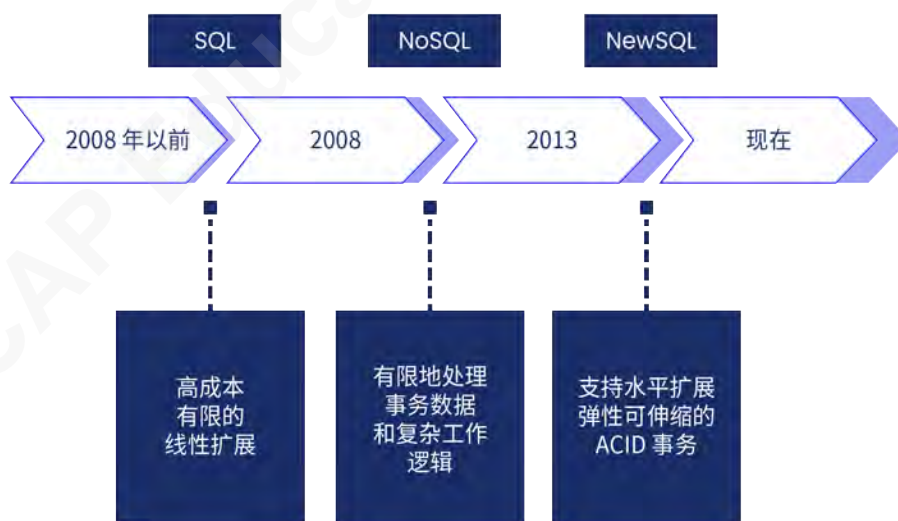 SQL
NoSQL
NewSQL
2008 年以前
2008
2013
现在
高成本
有限的
线性扩展
有限地处理
事务数据
和复杂工作
逻辑
支持水平扩展
弹性可伸缩的
ACID 事务